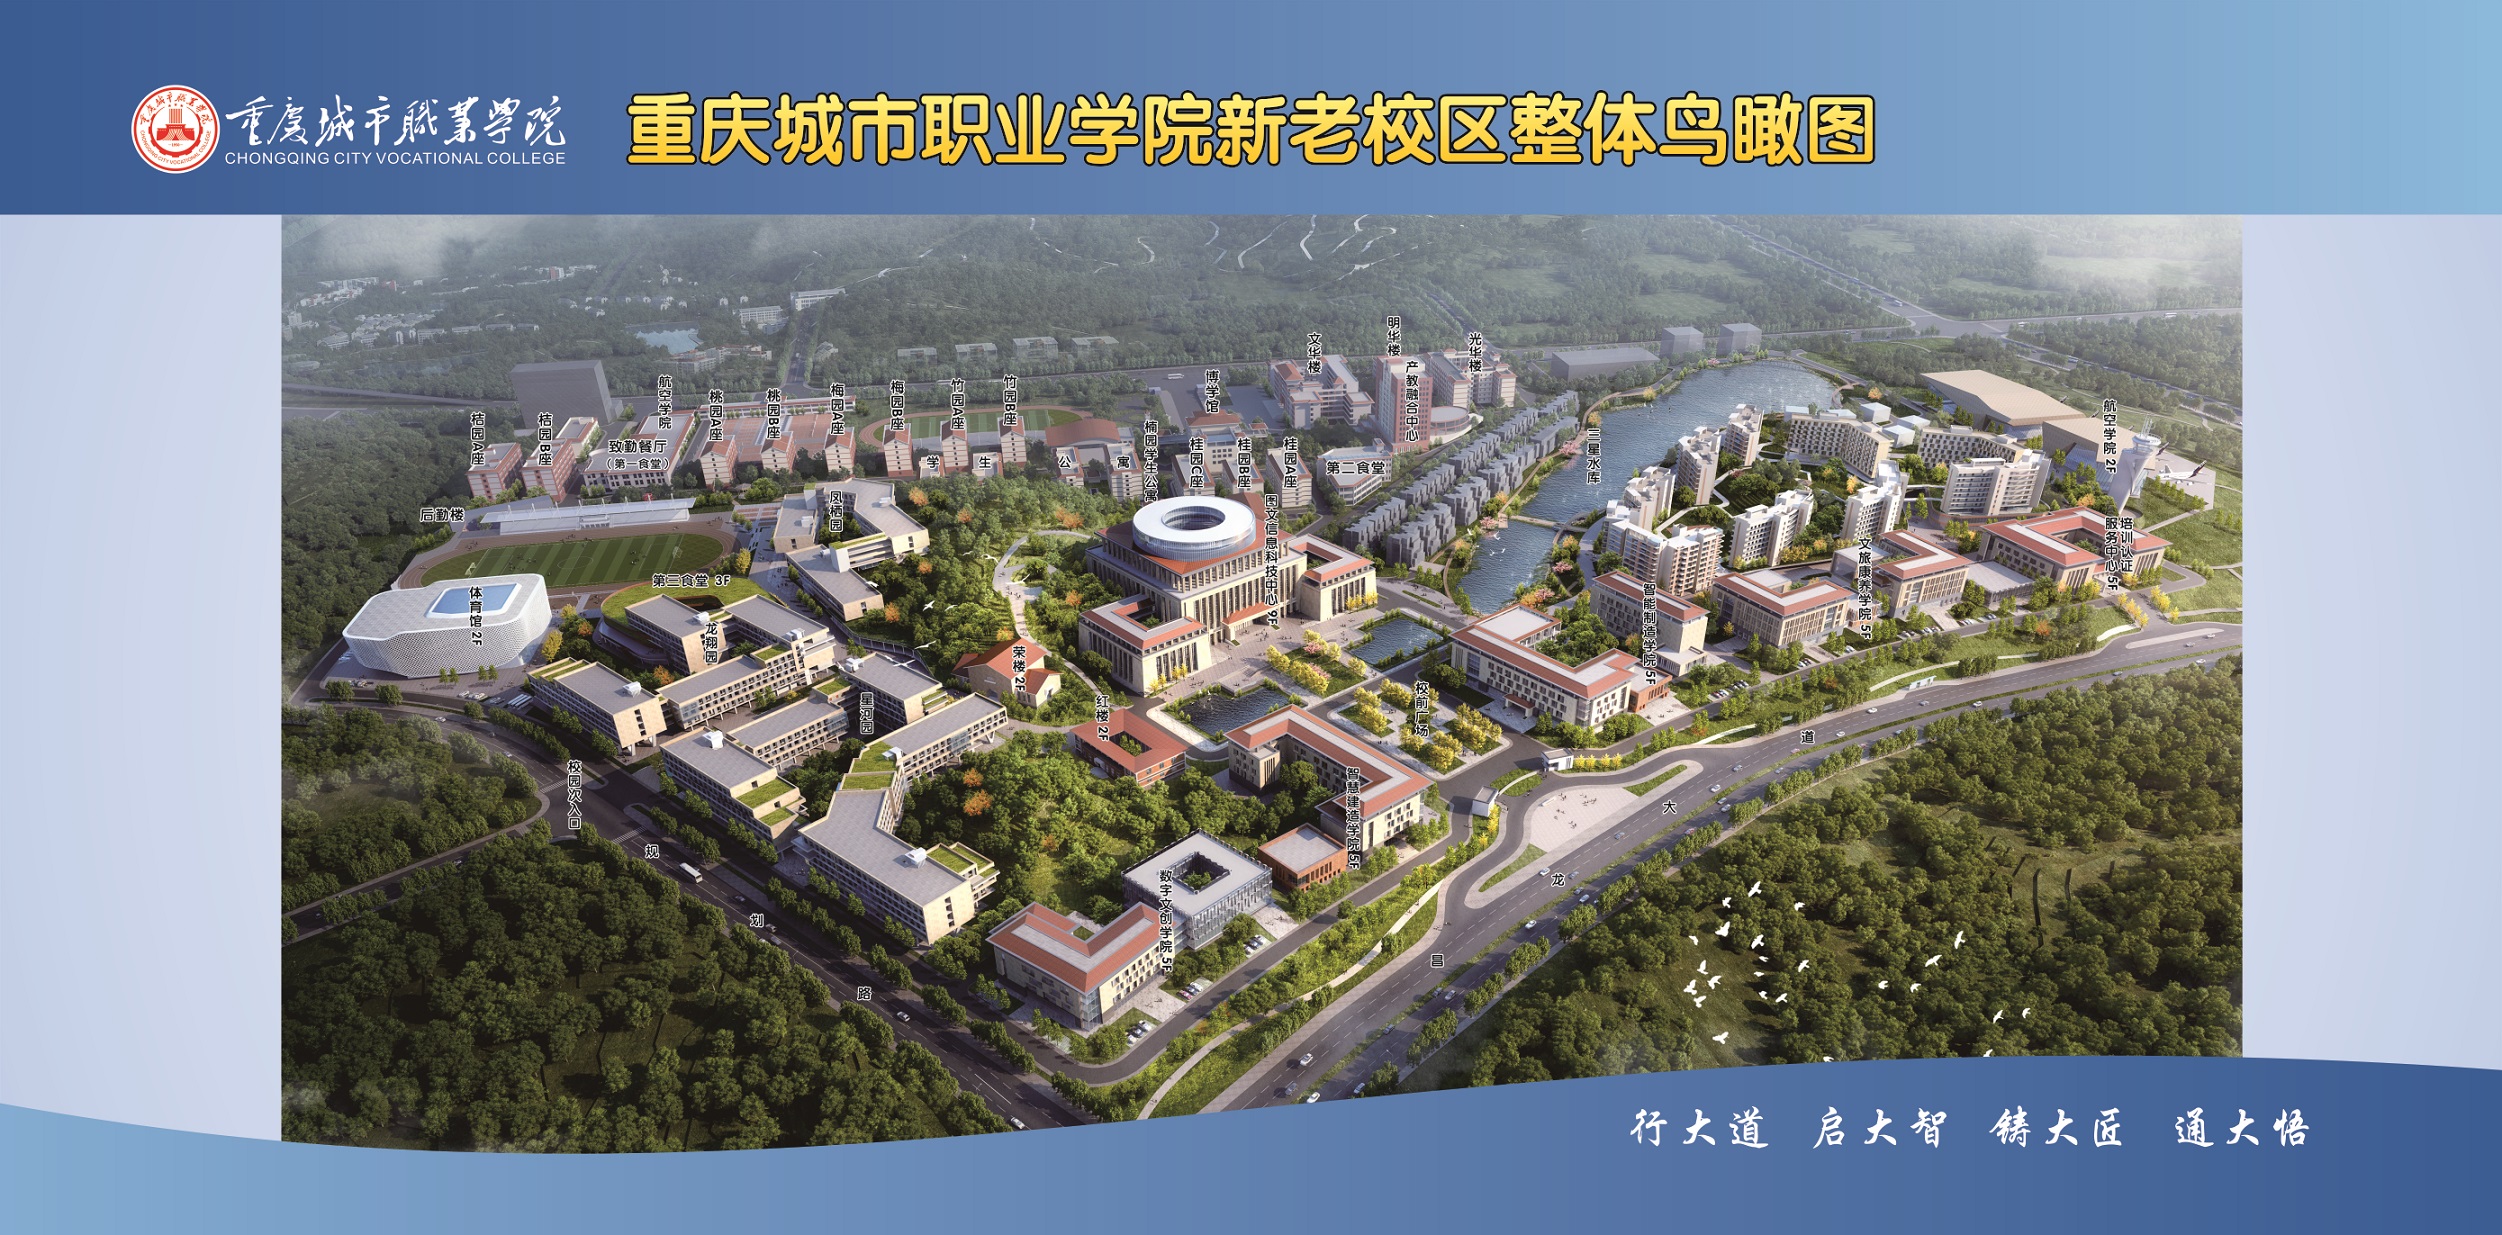 重慶城市職業學院
CHONGQING CITY VOCATIONAL COLLEGE
重庆城市职业学院新老校区整体鸟瞰图
文华楼
明华楼
光华楼
产教融合中心
博学馆
航空学院
桃园A座
桃园B座
梅园A座
梅园B座
竹园A座
竹园B座
桔园A座
桔园B座
致勤餐厅
（第一食堂）
学生公寓
楠园学生公寓
桂园C座
桂园B座
桂园A座
第二食堂
三星水库
航空学院 2F
后勤楼
凤栖园
图文信息科技中心 9F
培训认证
服务中心 5F
文旅康养学院 5F
智能制造学院 5F
第三食堂 3F
体育馆 2F
龙翔园
荣楼 2F
红楼 2F
星河园
校前广场
校园次入口
智慧建造学院 5F
数字文创学院 5F
规划路
昌龙大道
行大道 启大智 铸大匠 通大悟